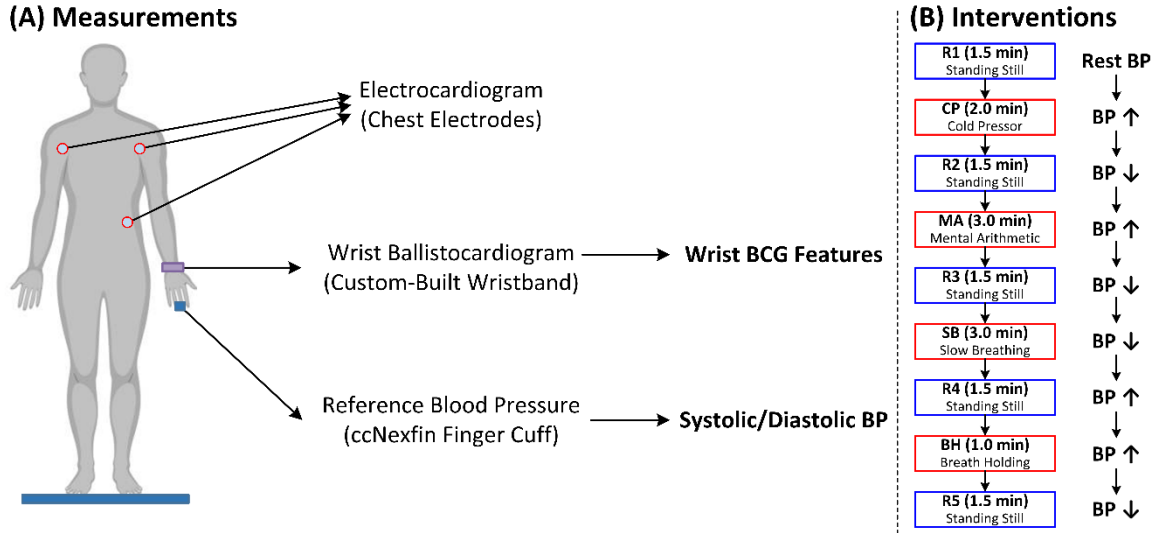 (A) Measurements
Electrocardiogram
(Chest Electrodes)
Wrist Ballistocardiogram
(Custom-Built Wristband)
Wrist BCG Features
Reference Blood Pressure
(ccNexfin Finger Cuff)
Systolic/Diastolic BP
(B) Interventions
R1 (1.5 min)
Standing Still
Rest BP
CP (2.0 min)
Cold Pressor
BP ↑
R2 (1.5 min)
Standing Still
BP ↓
MA (3.0 min)
Mental Arithmetic
BP ↑
R3 (1.5 min)
Standing Still
BP ↓
SB (3.0 min)
Slow Breathing
BP ↓
R4 (1.5 min)
Standing Still
BP ↑
BH (1.0 min)
Breath Holding
BP ↑
R5 (1.5 min)
Standing Still
BP ↓